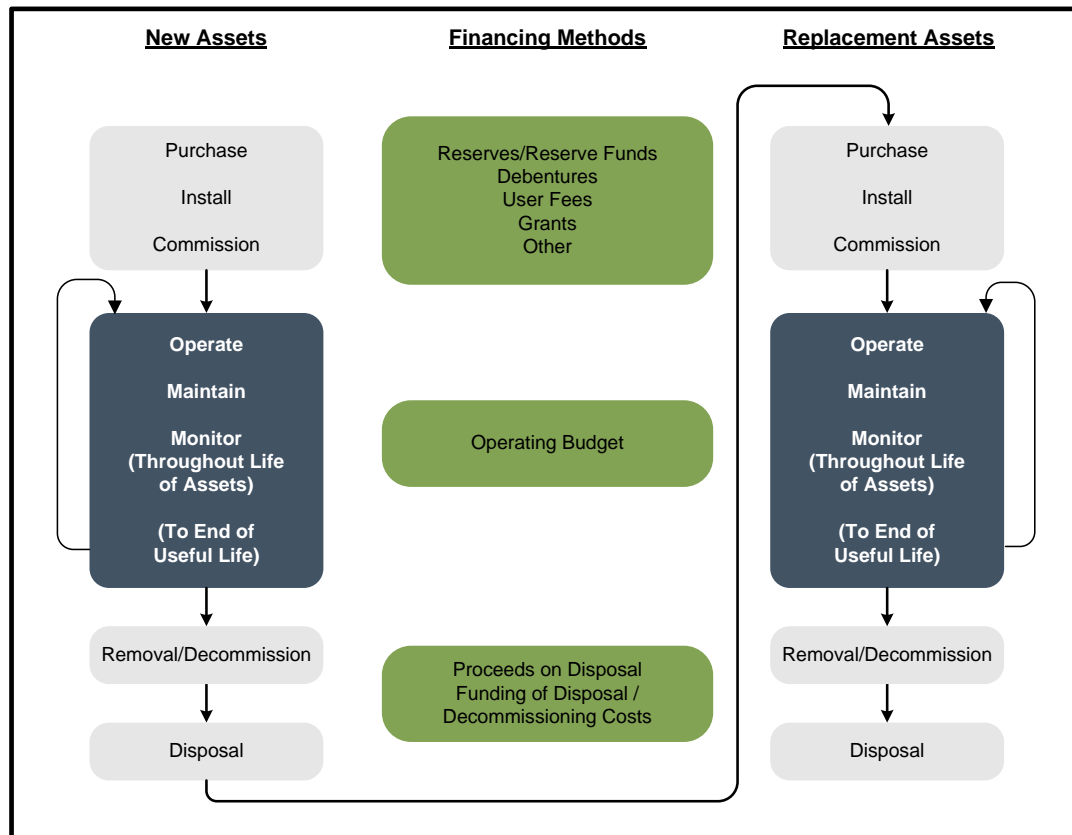 New Assets
Financing Methods
Replacement Assets
Purchase
Install
Commission
Operate
Maintain
Monitor
(Throughout Life
of Assets)
(To End of
Useful Life)
Removal/Decommission
Disposal
Reserves/Reserve Funds
Debentures
User Fees
Grants
Other
Operating Budget
Proceeds on Disposal
Funding of Disposal /
Decommissioning Costs
Purchase
Install
Commission
Operate
Maintain
Monitor
(Throughout Life
of Assets)
(To End of
Useful Life)
Removal/Decommission
Disposal